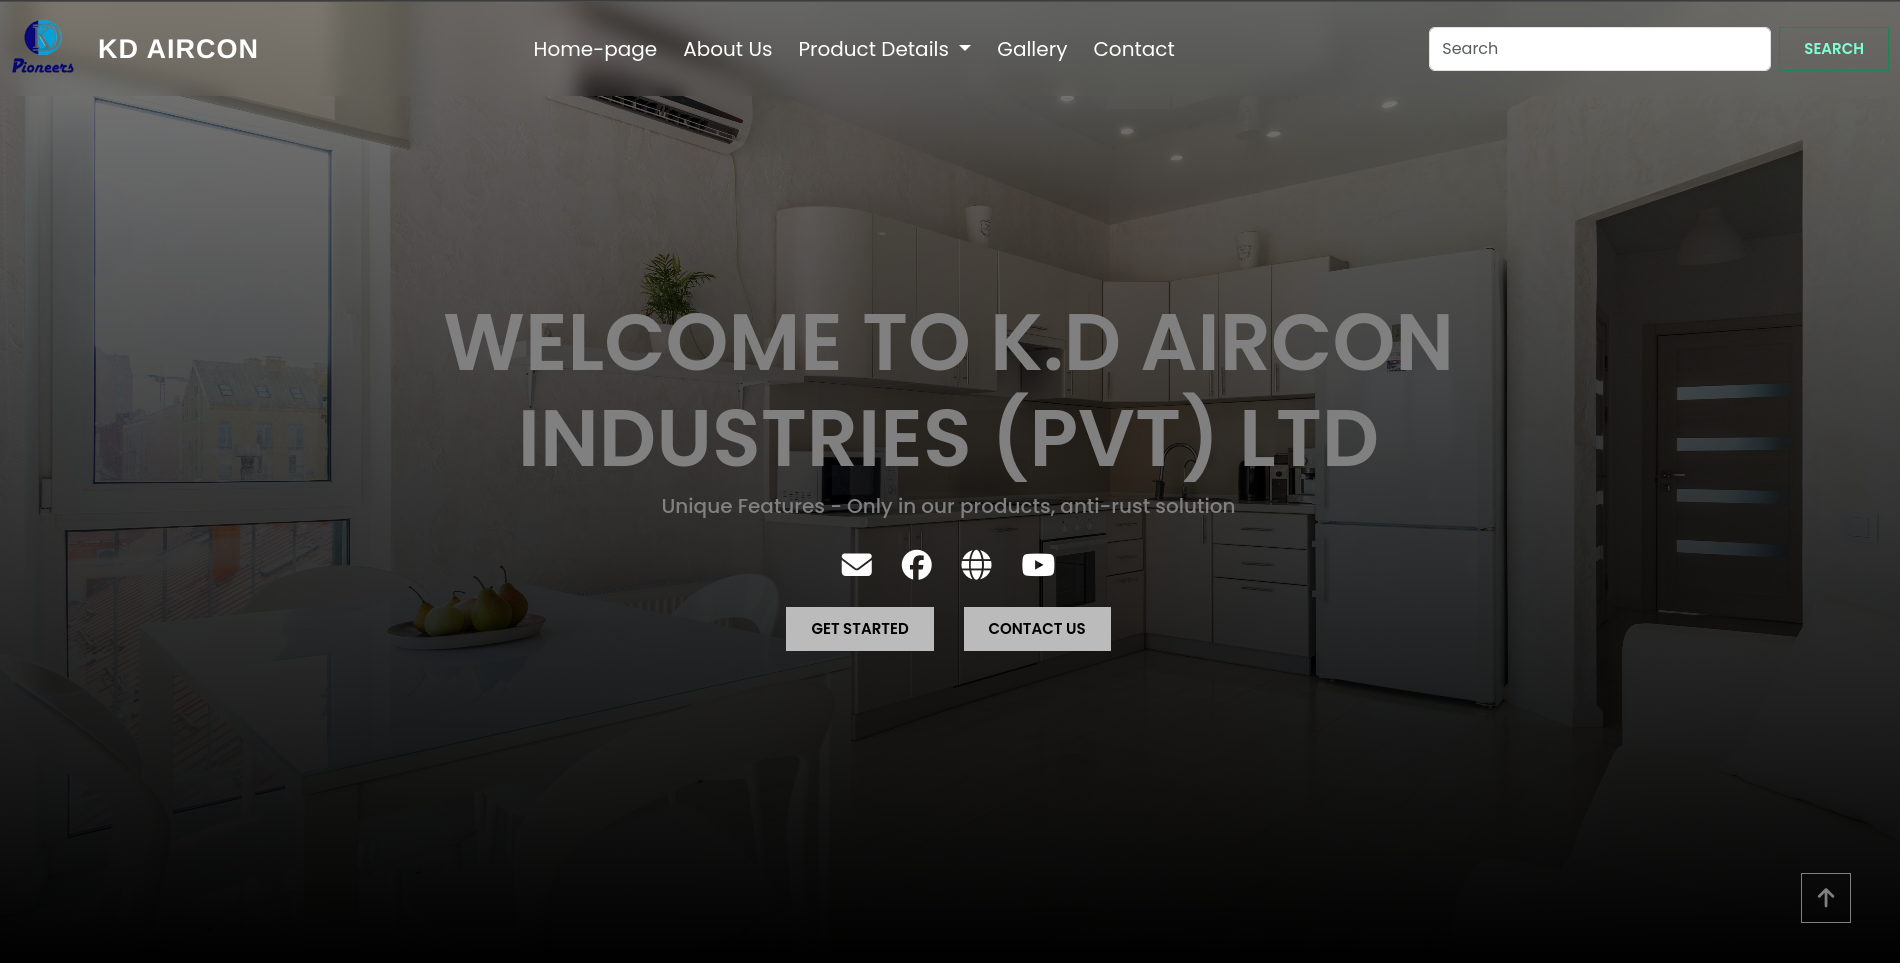 K
Pioneers
KD AIRCON
Home-page
About Us
Product Details
Gallery
Contact
Search
SEARCH
WELCOME TO K.D AIRCON
INDUSTRIES (PVT) LTD
Unique Features - Only in our products, anti-rust solution
GET STARTED
CONTACT US